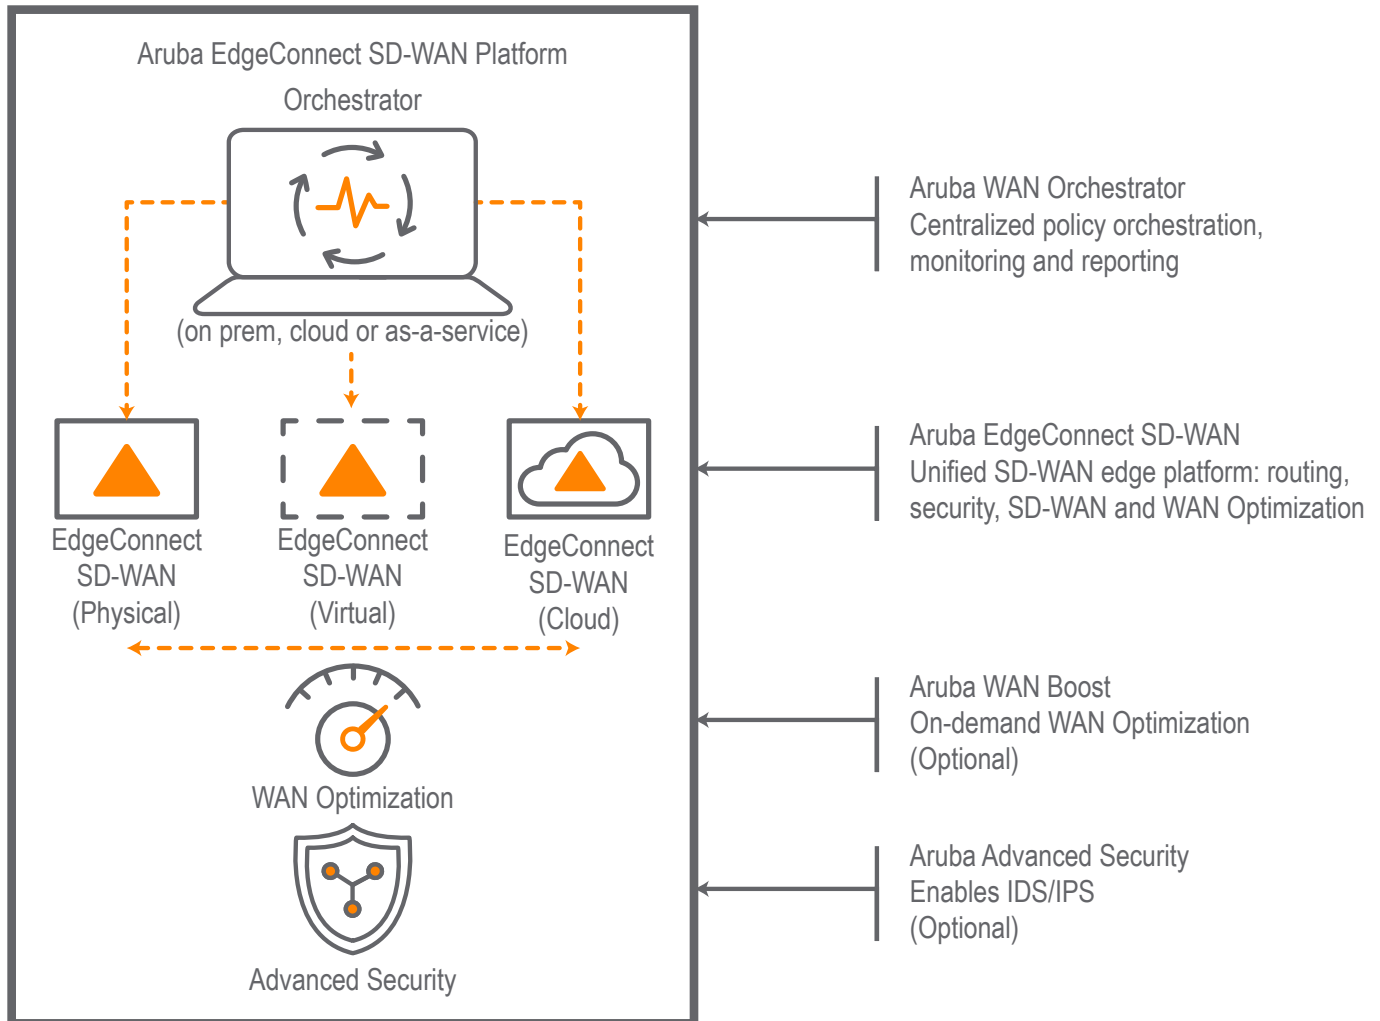 Aruba EdgeConnect SD-WAN Platform
Orchestrator
(on prem, cloud or as-a-service)
EdgeConnect
SD-WAN
(Physical)
EdgeConnect
SD-WAN
(Virtual)
EdgeConnect
SD-WAN
(Cloud)
WAN Optimization
Advanced Security
Aruba WAN Orchestrator
Centralized policy orchestration,
monitoring and reporting
Aruba EdgeConnect SD-WAN
Unified SD-WAN edge platform: routing,
security, SD-WAN and WAN Optimization
Aruba WAN Boost
On-demand WAN Optimization
(Optional)
Aruba Advanced Security
Enables IDS/IPS
(Optional)